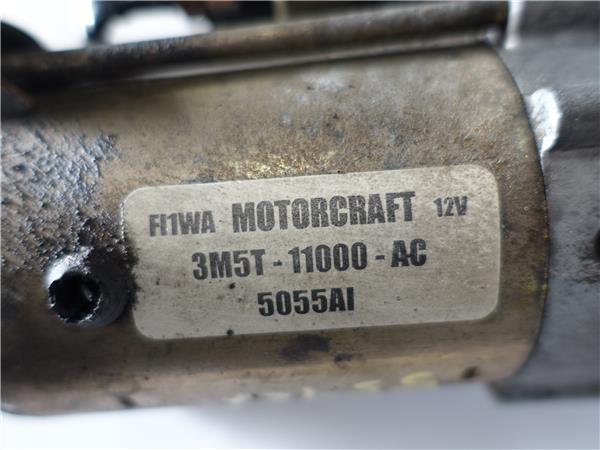 FI1WA MOTORCRAFT 12V
3M5T - 11000 - AC
5055AI